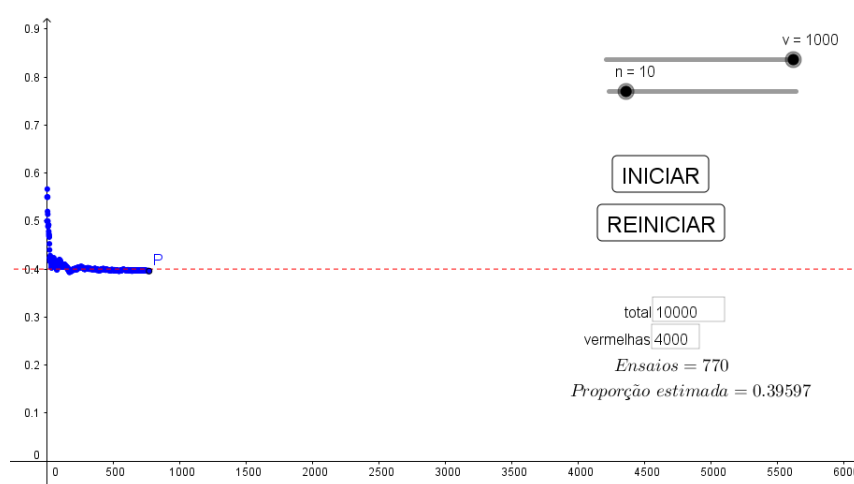 0.9
v = 1000
n = 10
0.8
0.7
0.6
INICIAR
0.5
REINICIAR
P
0.4
0.3
total 10000
vermelhas 4000
Ensaios = 770
0.2
Proporção estimada = 0.39597
0.1
0
0 500 1000 1500 2000 2500 3000 3500 4000 4500 5000 5500 6000